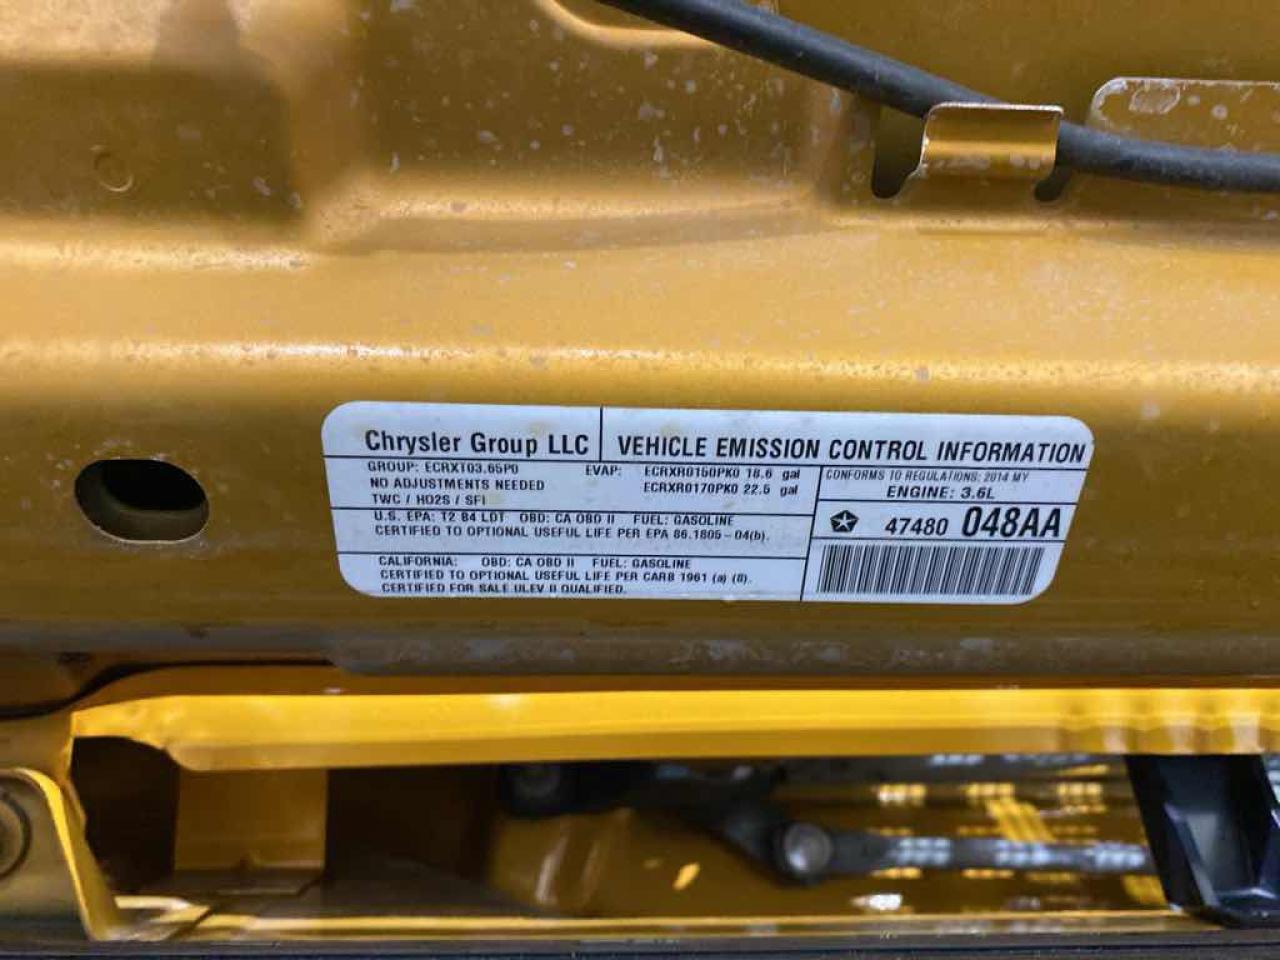 Chrysler Group LLC
VEHICLE EMISSION CONTROL INFORMATION
GROUP: ECRXT03.65P0
EVAP: ECRXR0150PK0 18.6 gal
NO ADJUSTMENTS NEEDED
ECRXR0170PK0 22.5 gal
TWC / HO2S / SFI
CONFORMS TO REGULATIONS: 2014 MY
ENGINE: 3.6L
U.S. EPA: T2 B4 LDT OBD: CA OBD II FUEL: GASOLINE
CERTIFIED TO OPTIONAL USEFUL LIFE PER EPA 86.1805-04(b).
47480 048AA
CALIFORNIA: OBD: CA OBD II FUEL: GASOLINE
CERTIFIED TO OPTIONAL USEFUL LIFE PER CARB 1961 (a) (8).
CERTIFIED FOR SALE ULEV II QUALIFIED.